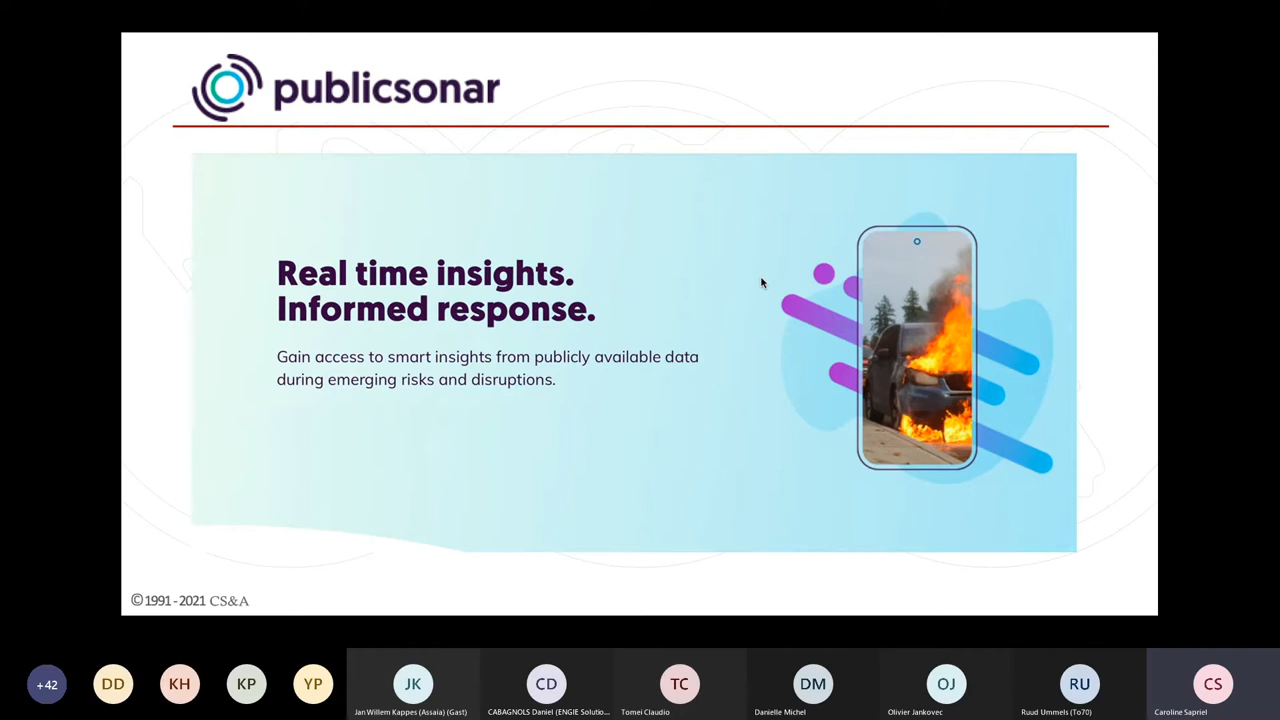 publicsonar
Real time insights.
Informed response.
Gain access to smart insights from publicly available data
during emerging risks and disruptions.
©1991-2021 CS&A
+42
DD
KH
KP
YP
JK
CD
TC
DM
OJ
RU
CS
Jan Willem Kappes (Assaia) (Gast)
CABAGNOLS Daniel (ENGIE Solutio...
Tomei Claudio
Danielle Michel
Olivier Jankovec
Ruud Ummels (To70)
Caroline Sapriel